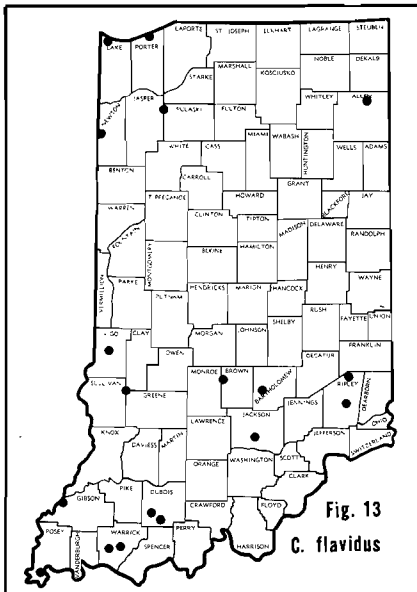 LAPORTE ST. JOSEPH ELKHART LAGRANGE STEUBEN
LAKE PORTER
NOBLE DEKALB
MARSHALL
STARKE KOSCIUSKO
JASPER WHITLEY ALLEN
NEWTON PULASKI FULTON
MIAMI WABASH HUNTINGTON
WHITE CASS WELLS ADAMS
BENTON CARROLL
GRANT
HOWARD BLACKFORD JAY
WARREN TIPPECANOE
CLINTON TIPTON MADISON DELAWARE
RANDOLPH
FOUNTAIN
MONTGOMERY BOONE HAMILTON
VERMILLION HENRY WAYNE
PARKE HENDRICKS MARION HANCOCK
PUTNAM
RUSH FAYETTE UNION
MORGAN JOHNSON SHELBY
VIGO CLAY
OWEN FRANKLIN
DECATUR
MONROE BROWN BARTHOLOMEW RIPLEY DEARBORN
SULLIVAN
GREENE
JENNINGS
JACKSON OHIO
LAWRENCE JEFFERSON SWITZERLAND
KNOX DAVIESS MARTIN
SCOTT
ORANGE WASHINGTON
CLARK
PIKE DUBOIS
GIBSON CRAWFORD FLOYD
PERRY HARRISON
POSEY VANDERBURGH WARRICK SPENCER
Fig. 13
C. flavidus